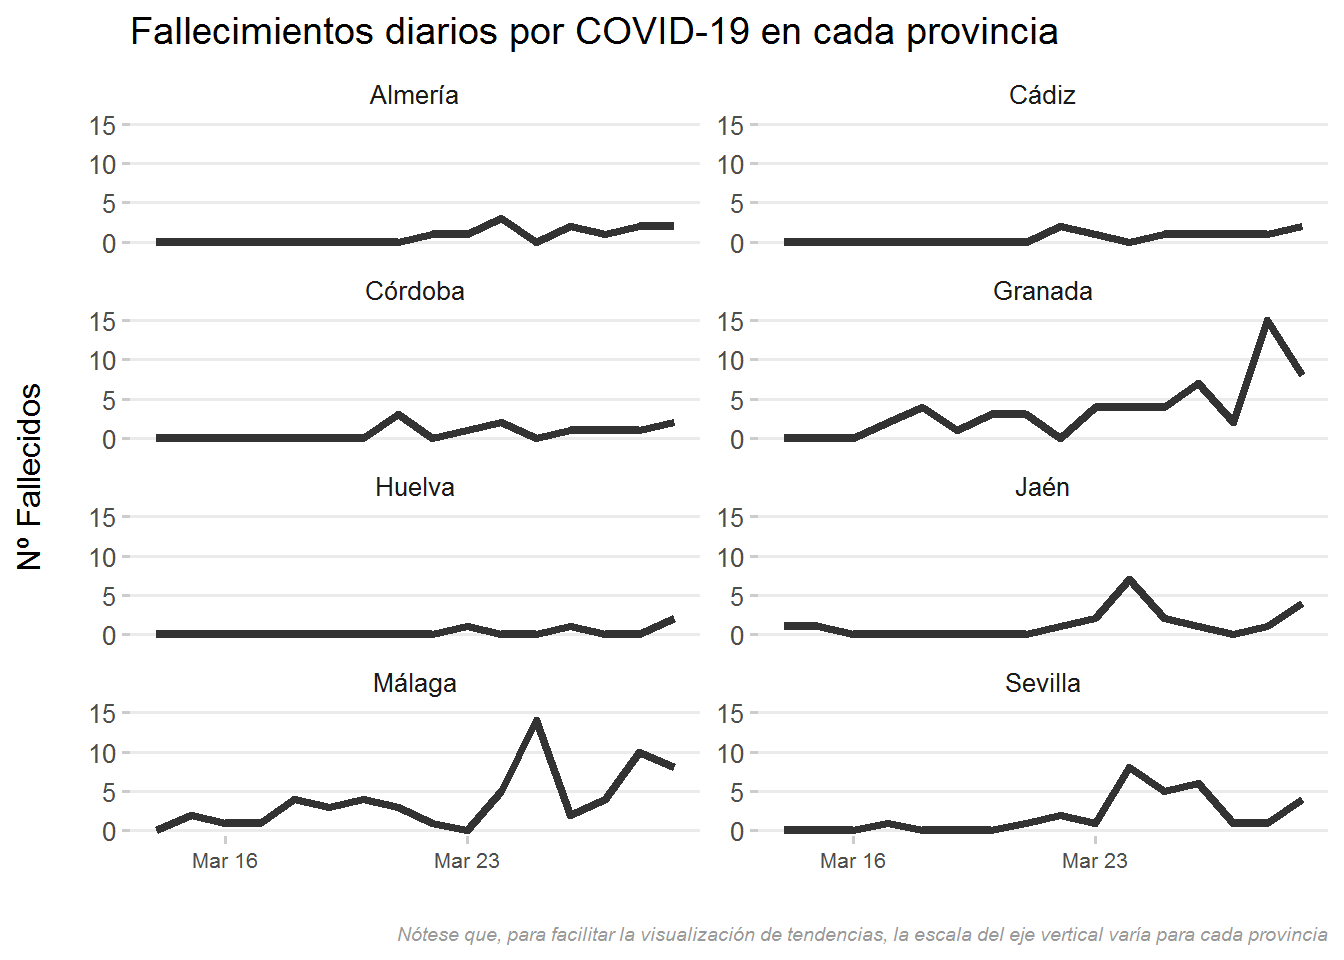 Fallecimientos diarios por COVID-19 en cada provincia
Almería
Cádiz
15
10
5
0
15
10
5
0
Córdoba
Granada
15
10
5
0
15
10
5
0
Nº Fallecidos
Huelva
Jaén
15
10
5
0
15
10
5
0
Málaga
Sevilla
15
10
5
0
15
10
5
0
Mar 16
Mar 23
Mar 16
Mar 23
Nótese que, para facilitar la visualización de tendencias, la escala del eje vertical varía para cada provincia